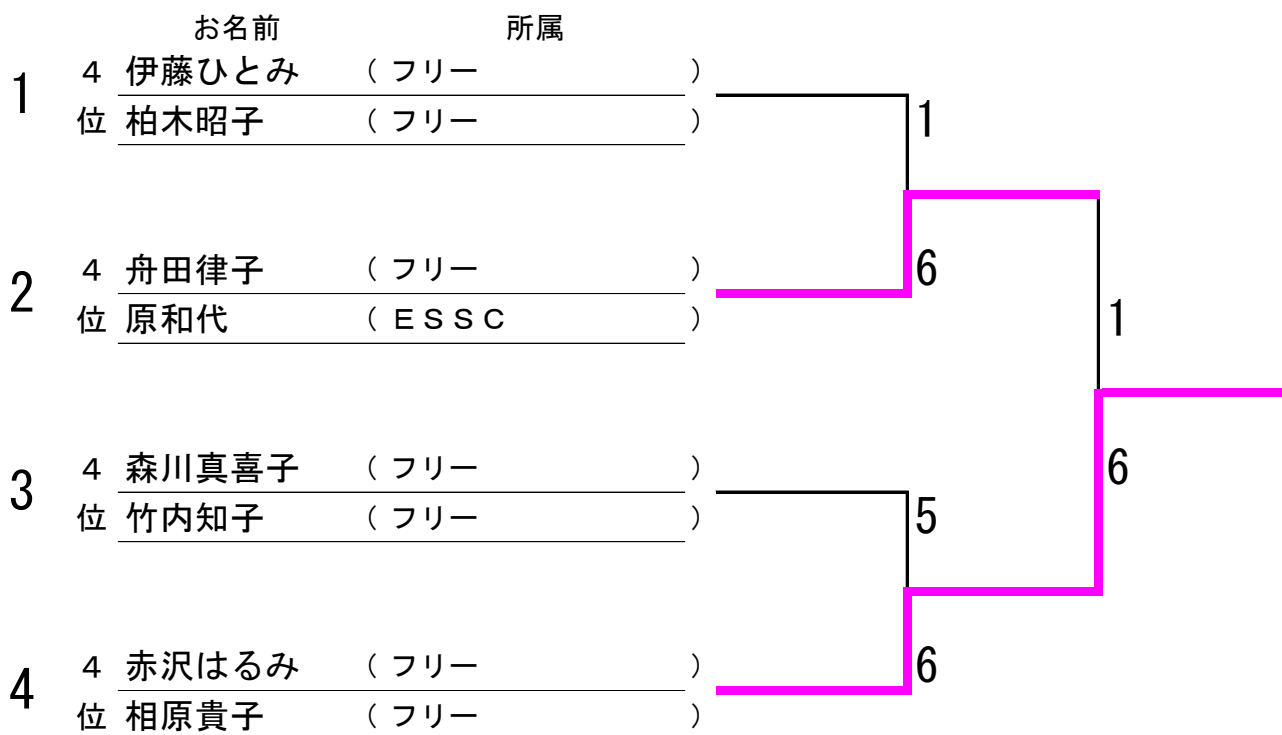 お名前 所属
1 4 伊藤ひとみ （ フリー ）
位 柏木昭子 （ フリー ）
1
2 4 舟田律子 （ フリー ） 6
位 原和代 （ ＥＳＳＣ ）
1
3 4 森川真喜子 （ フリー ） 6
位 竹内知子 （ フリー ） 5
4 4 赤沢はるみ （ フリー ） 6
位 相原貴子 （ フリー ）